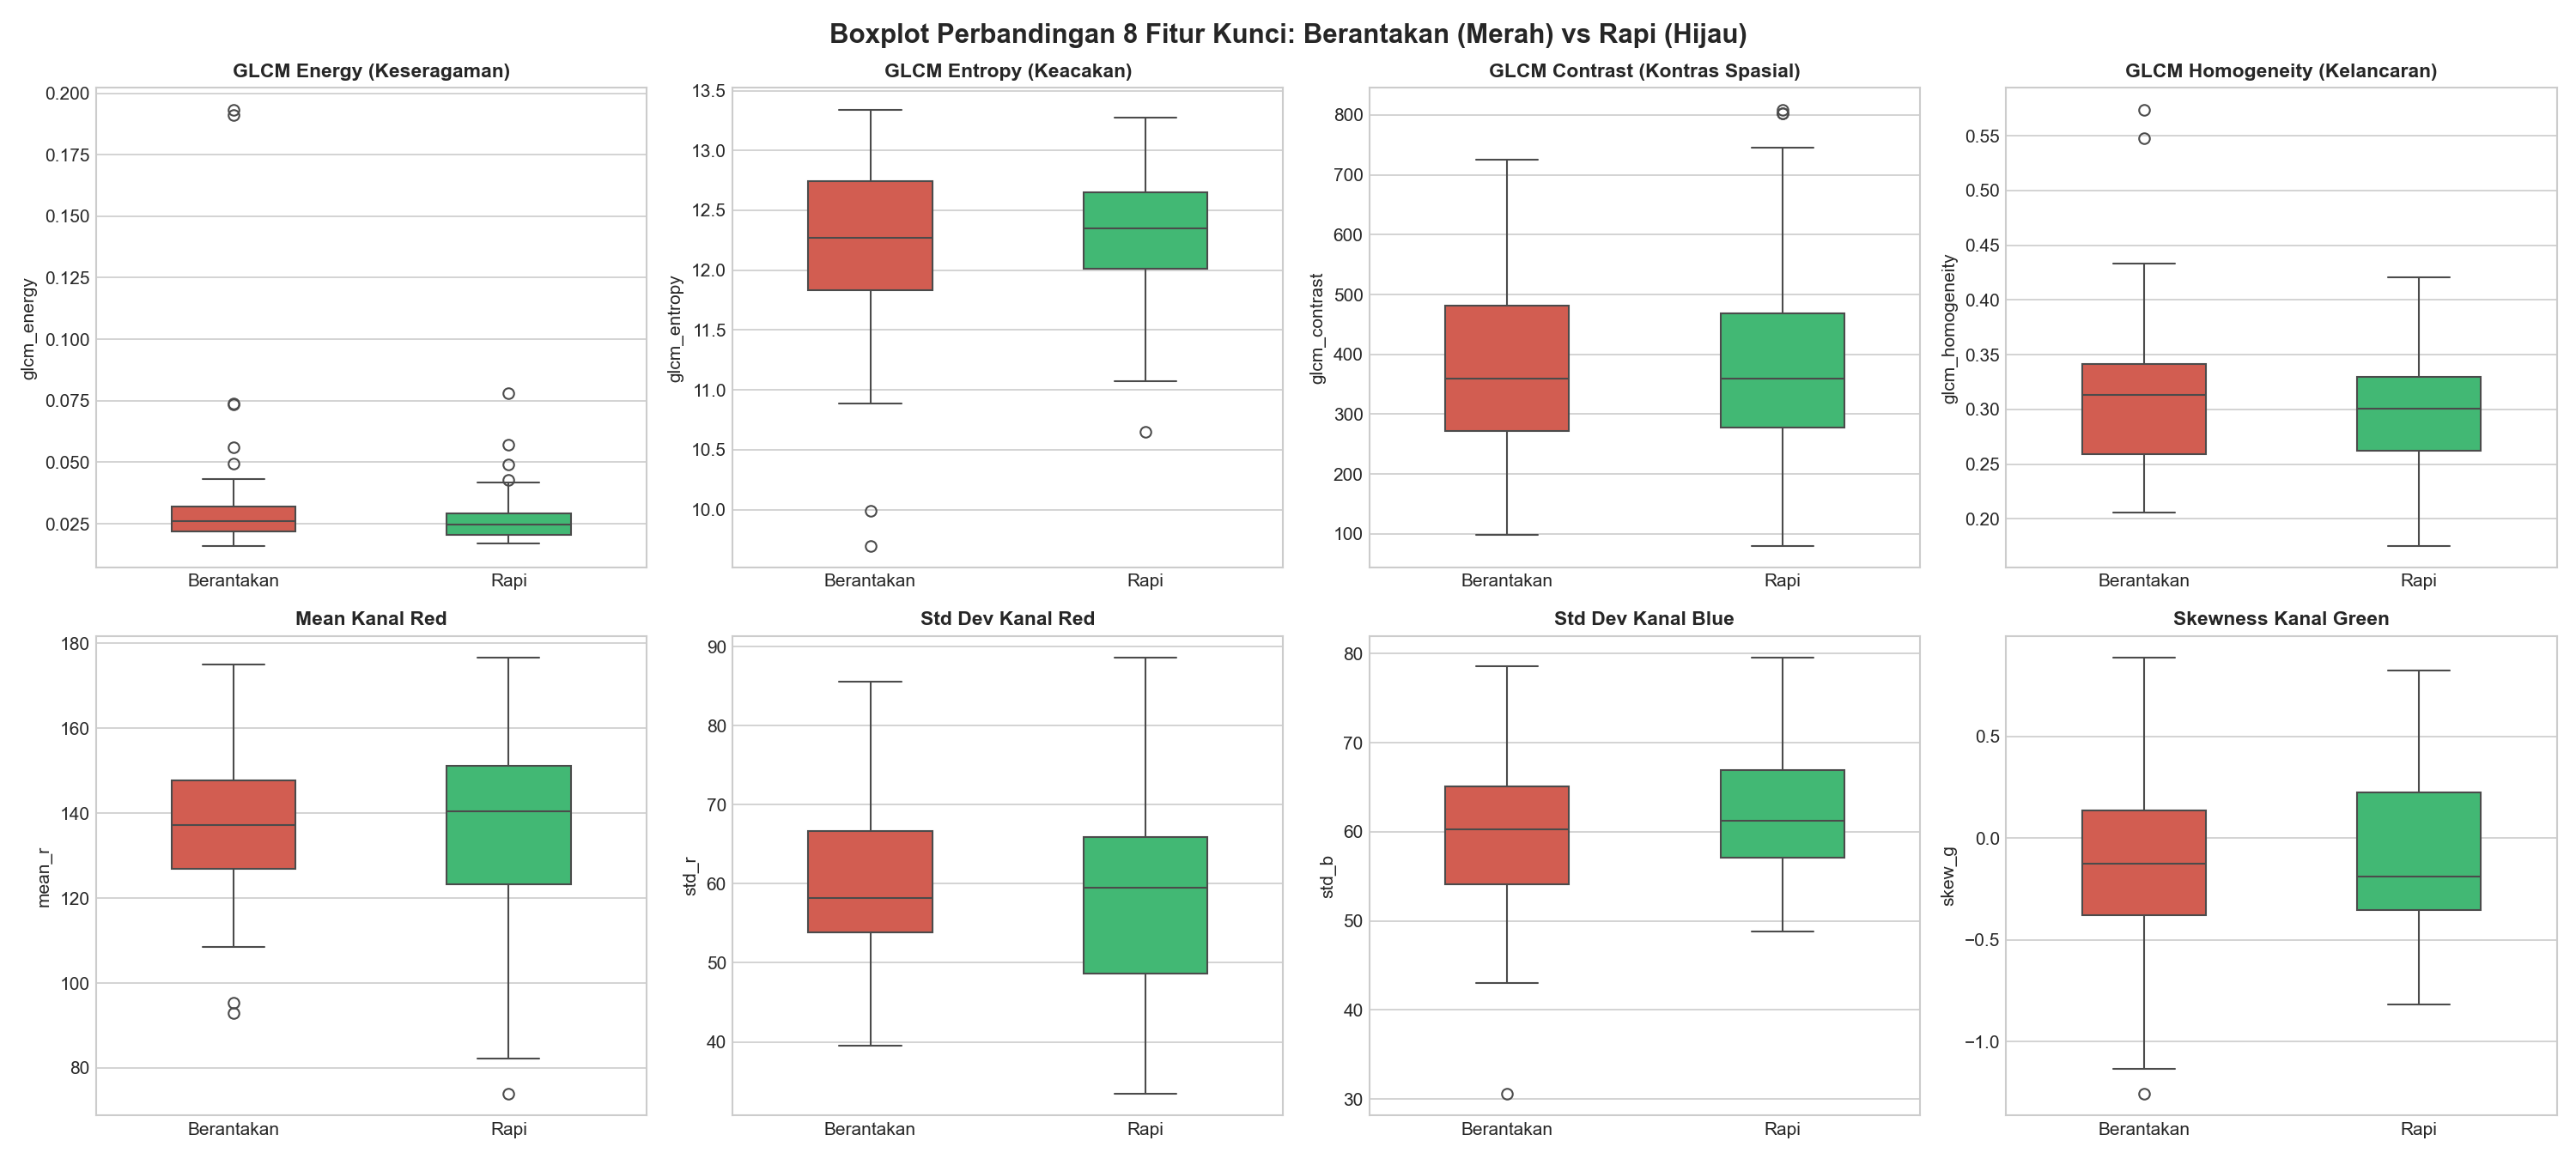 Boxplot Perbandingan 8 Fitur Kunci: Berantakan (Merah) vs Rapi (Hijau)
GLCM Energy (Keseragaman)
0.200
0.175
0.150
0.125
0.100
0.075
0.050
0.025
glcm_energy
Berantakan
Rapi
GLCM Entropy (Keacakan)
13.5
13.0
12.5
12.0
11.5
11.0
10.5
10.0
glcm_entropy
Berantakan
Rapi
GLCM Contrast (Kontras Spasial)
800
700
600
500
400
300
200
100
glcm_contrast
Berantakan
Rapi
GLCM Homogeneity (Kelancaran)
0.55
0.50
0.45
0.40
0.35
0.30
0.25
0.20
glcm_homogeneity
Berantakan
Rapi
Mean Kanal Red
180
160
140
120
100
80
mean_r
Berantakan
Rapi
Std Dev Kanal Red
90
80
70
60
50
40
std_r
Berantakan
Rapi
Std Dev Kanal Blue
80
70
60
50
40
30
std_b
Berantakan
Rapi
Skewness Kanal Green
0.5
0.0
−0.5
−1.0
skew_g
Berantakan
Rapi